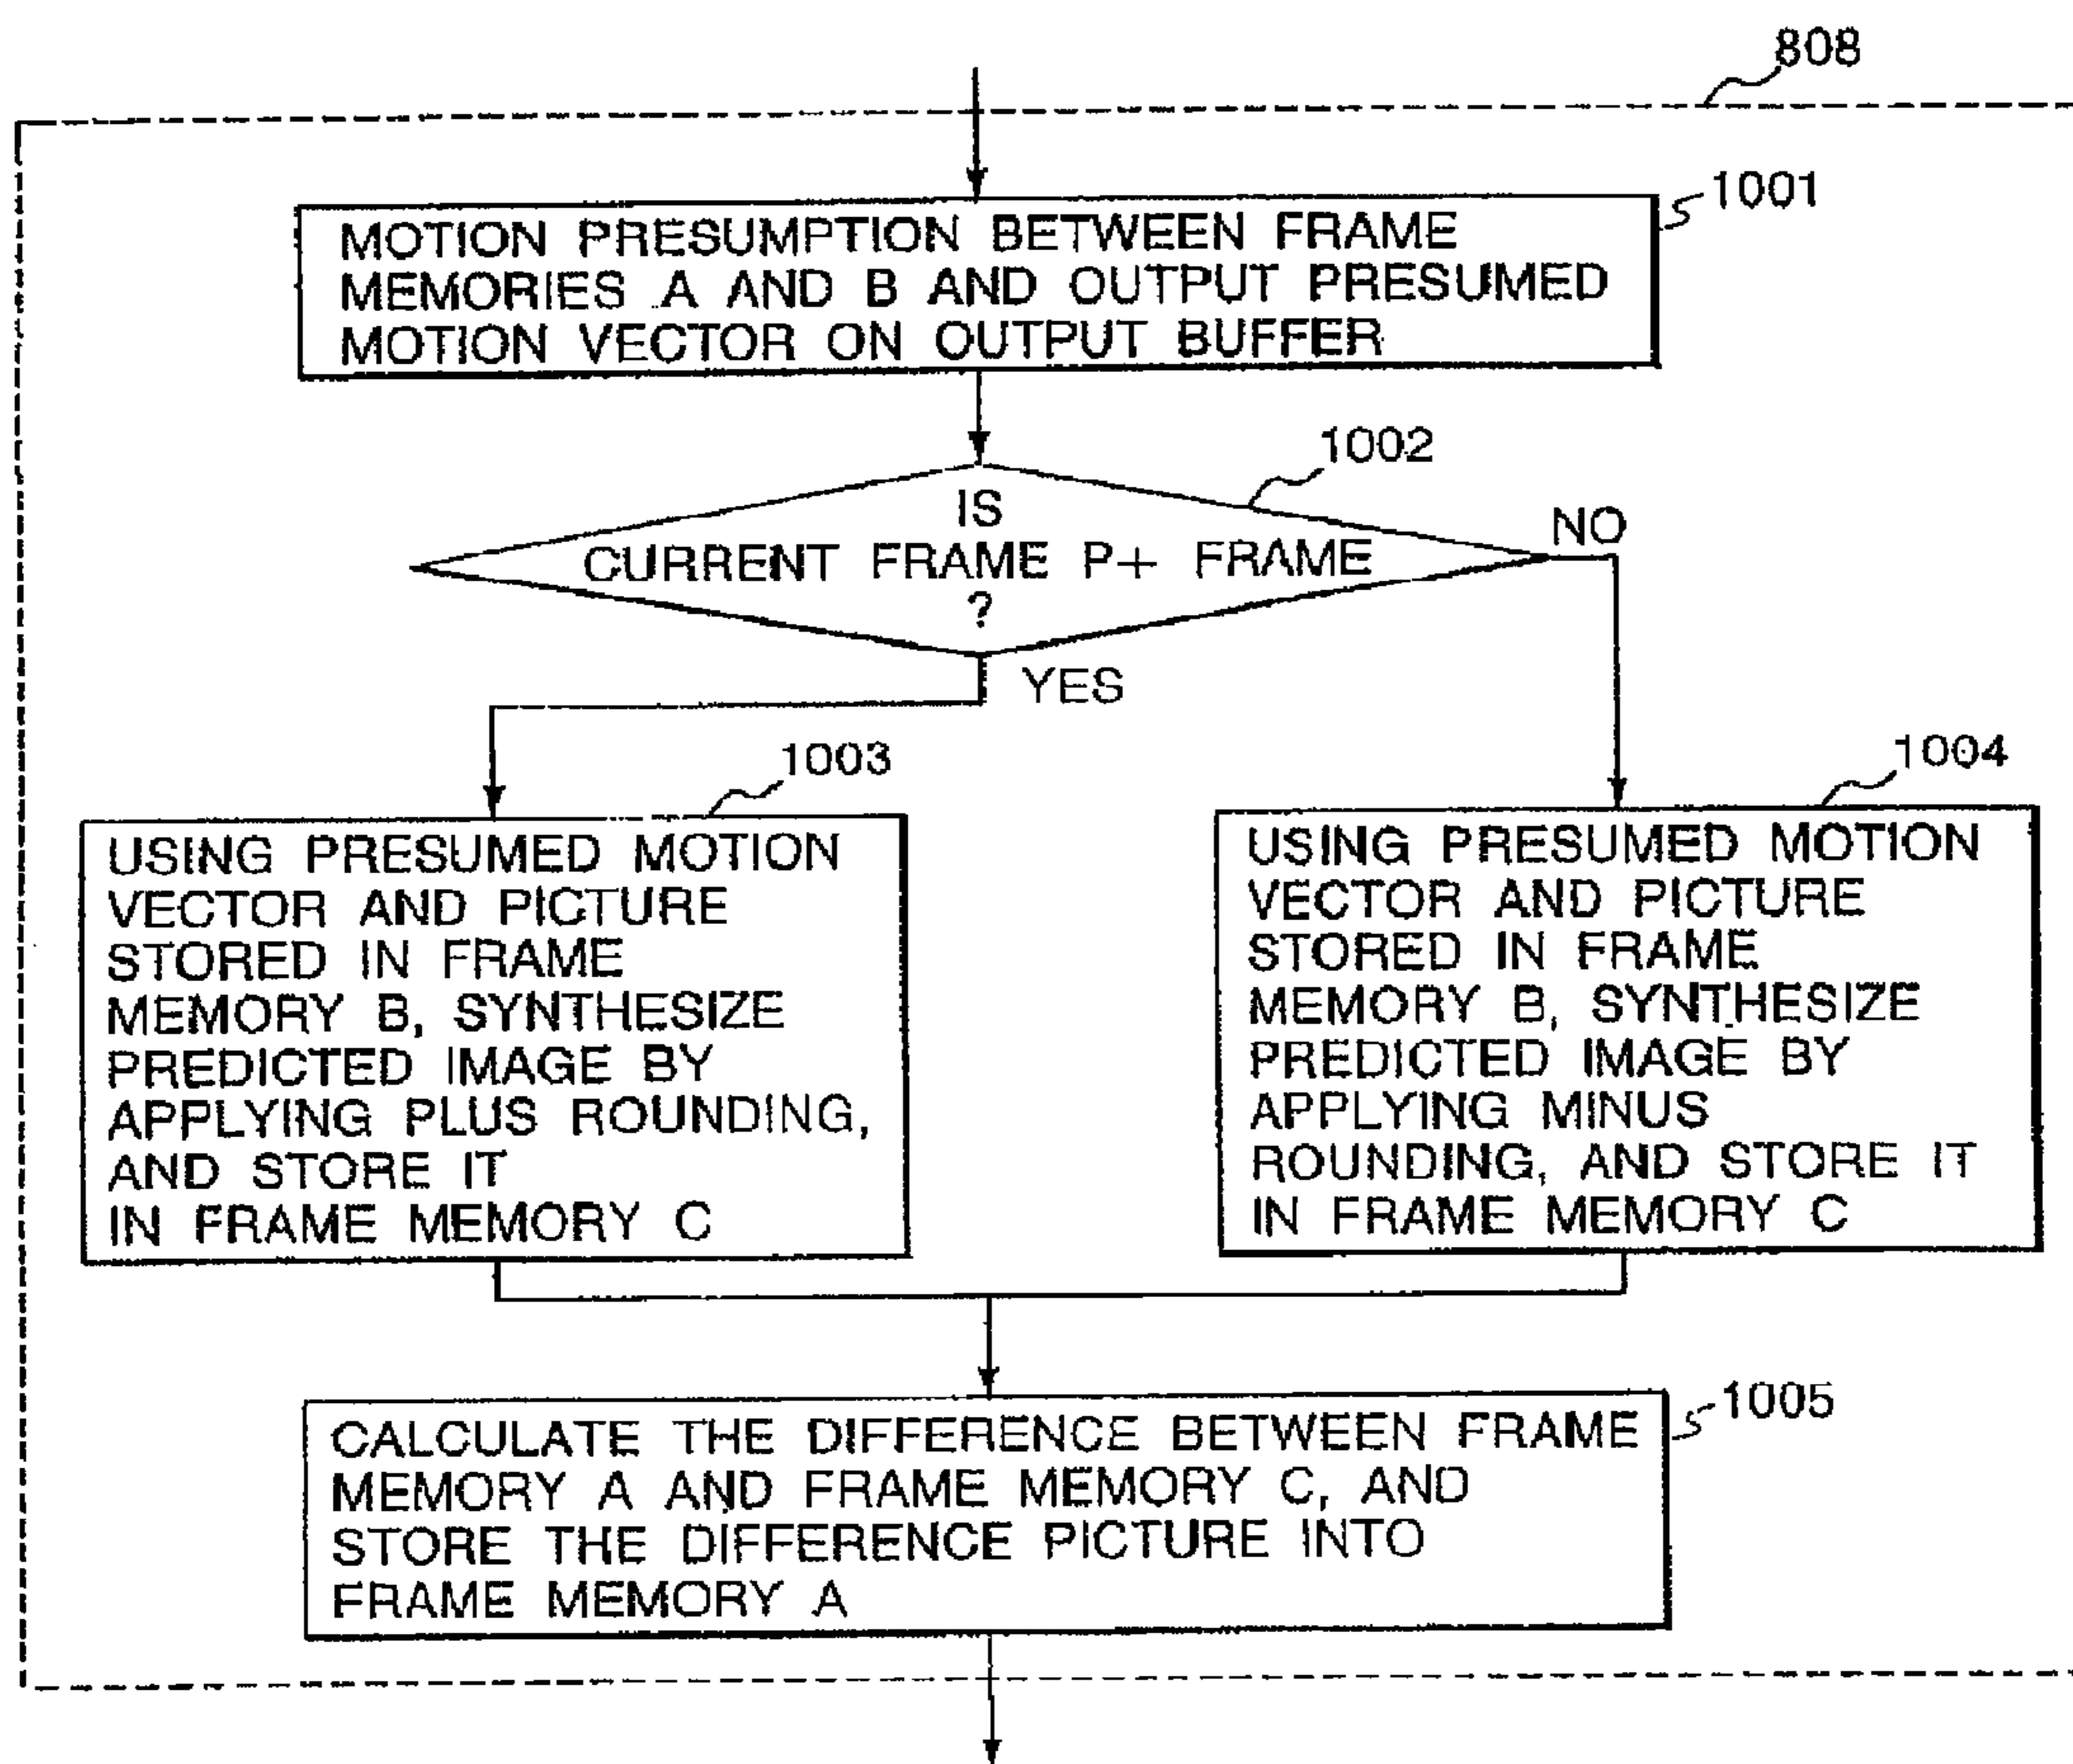 808
1001
MOTION PRESUMPTION BETWEEN FRAME
MEMORIES A AND B AND OUTPUT PRESUMED
MOTION VECTOR ON OUTPUT BUFFER
1002
IS
CURRENT FRAME P+ FRAME
?
NO
YES
1003
USING PRESUMED MOTION
VECTOR AND PICTURE
STORED IN FRAME
MEMORY B, SYNTHESIZE
PREDICTED IMAGE BY
APPLYING PLUS ROUNDING,
AND STORE IT
IN FRAME MEMORY C
1004
USING PRESUMED MOTION
VECTOR AND PICTURE
STORED IN FRAME
MEMORY B, SYNTHESIZE
PREDICTED IMAGE BY
APPLYING MINUS
ROUNDING, AND STORE IT
IN FRAME MEMORY C
1005
CALCULATE THE DIFFERENCE BETWEEN FRAME
MEMORY A AND FRAME MEMORY C, AND
STORE THE DIFFERENCE PICTURE INTO
FRAME MEMORY A